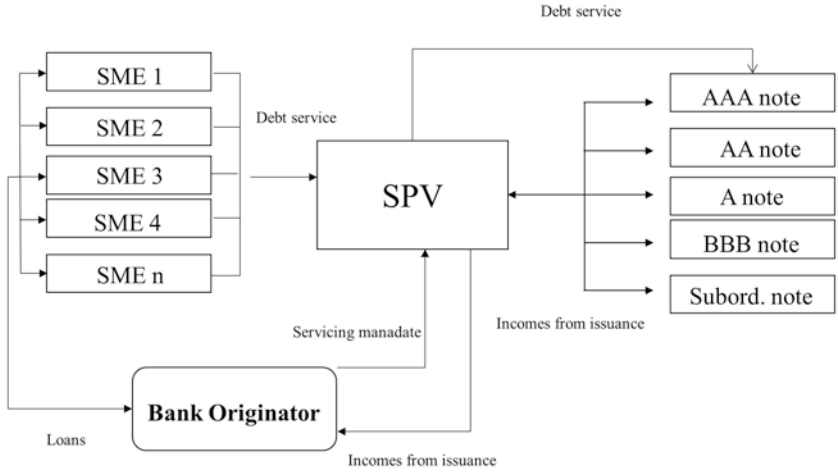 Debt service
SME 1
SME 2
SME 3
SME 4
SME n
Debt service
SPV
AAA note
AA note
A note
BBB note
Subord. note
Servicing manadate
Incomes from issuance
Bank Originator
Loans
Incomes from issuance